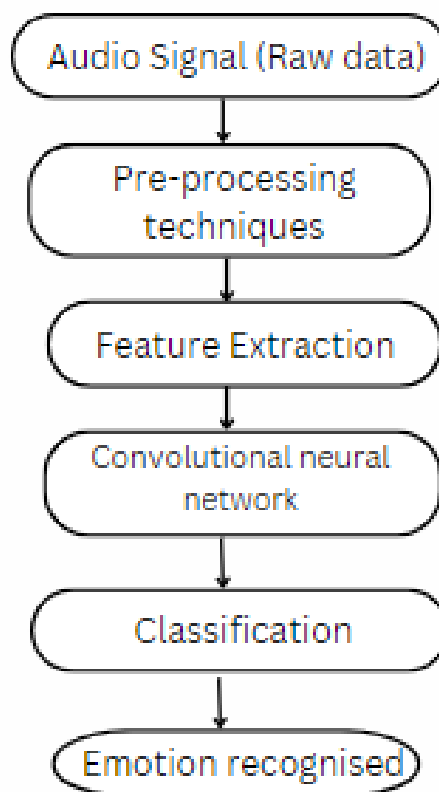 Audio Signal (Raw data)
Pre-processing
techniques
Feature Extraction
Convolutional neural
network
Classification
Emotion recognised